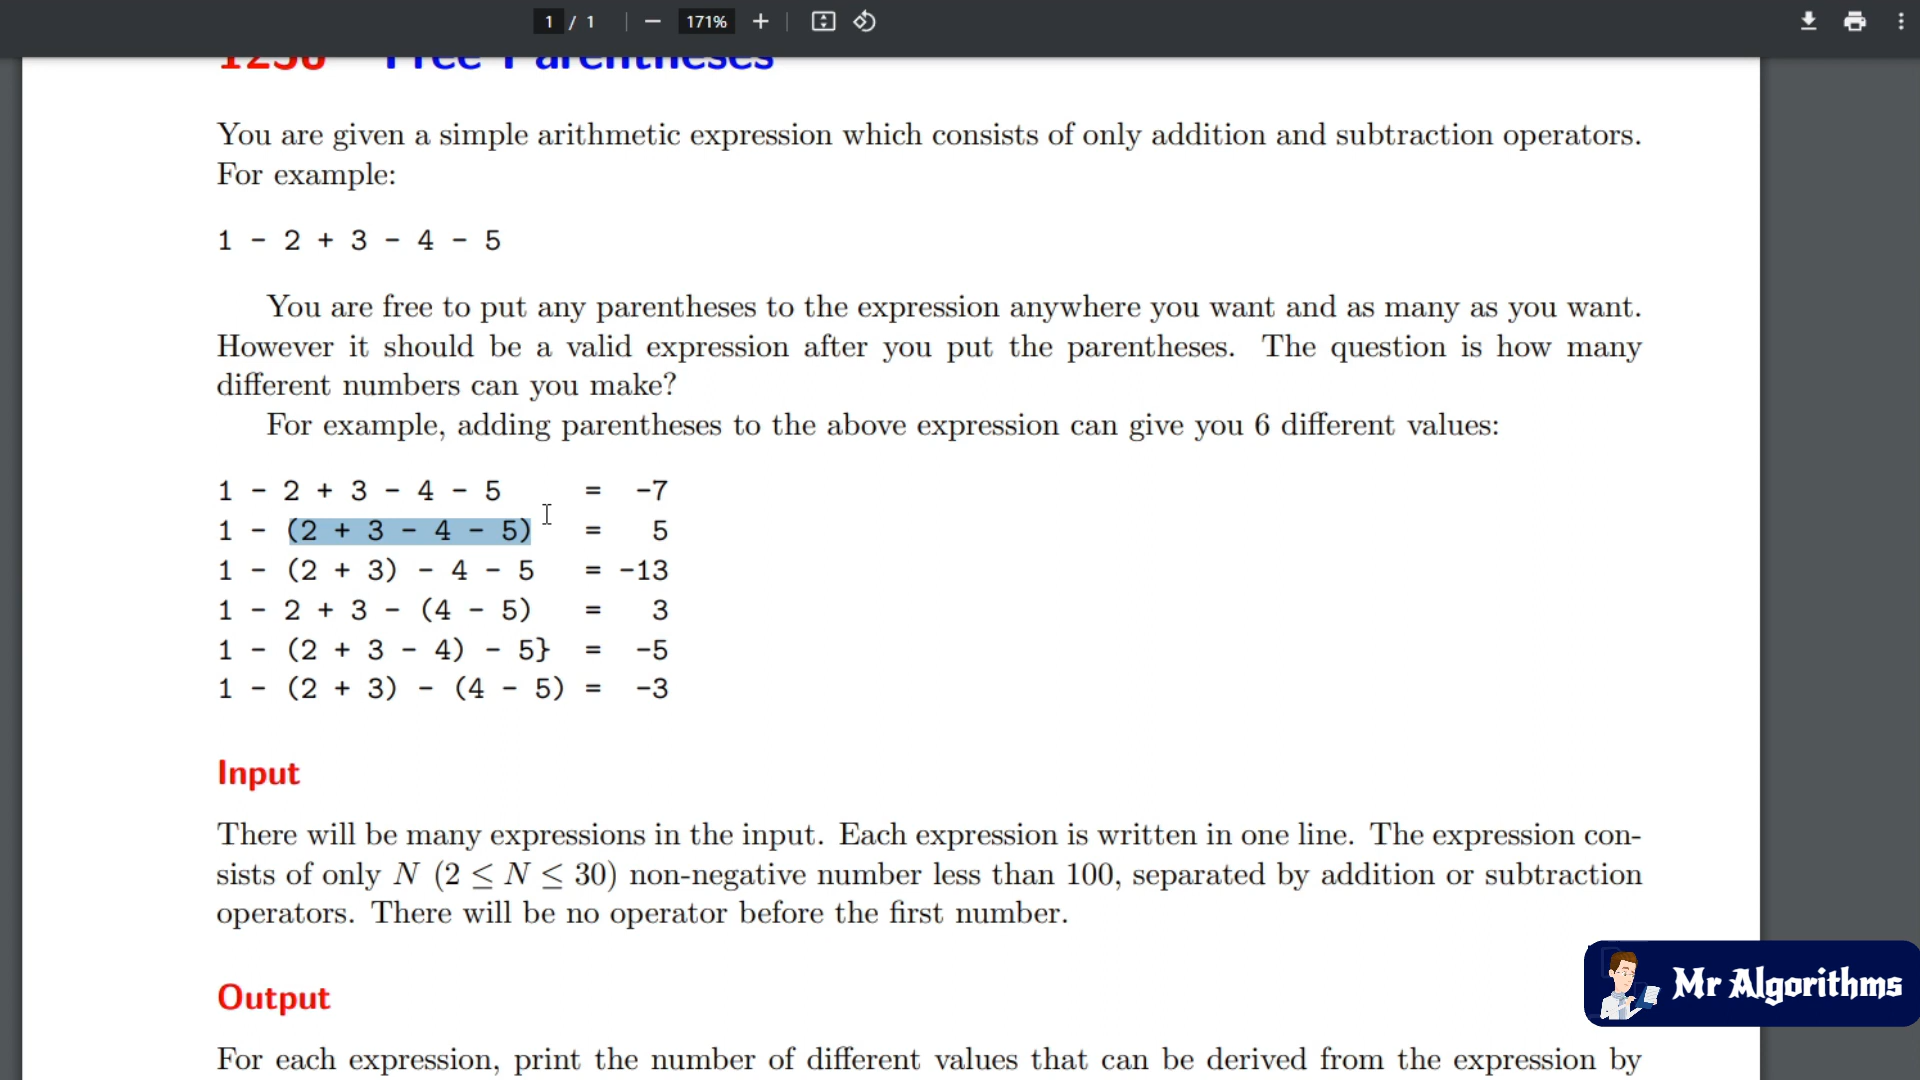 1 / 1 — 171% +
Free Parentheses
You are given a simple arithmetic expression which consists of only addition and subtraction operators.
For example:
1 - 2 + 3 - 4 - 5
You are free to put any parentheses to the expression anywhere you want and as many as you want.
However it should be a valid expression after you put the parentheses. The question is how many
different numbers can you make?
For example, adding parentheses to the above expression can give you 6 different values:
1 - 2 + 3 - 4 - 5 = -7
1 - (2 + 3 - 4 - 5) = 5
1 - (2 + 3) - 4 - 5 = -13
1 - 2 + 3 - (4 - 5) = 3
1 - (2 + 3 - 4) - 5} = -5
1 - (2 + 3) - (4 - 5) = -3
Input
There will be many expressions in the input. Each expression is written in one line. The expression con-
sists of only N (2 ≤ N ≤ 30) non-negative number less than 100, separated by addition or subtraction
operators. There will be no operator before the first number.
Output
Mr Algorithms
For each expression, print the number of different values that can be derived from the expression by